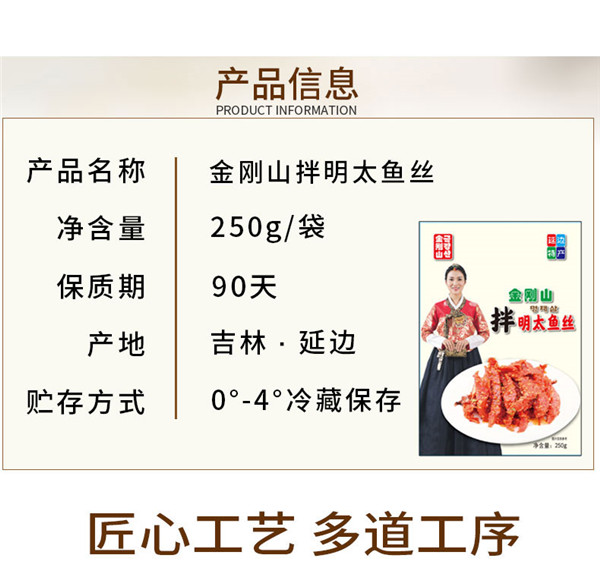 产品信息
PRODUCT INFORMATION
产品名称 金刚山拌明太鱼丝
净含量 250g/袋
保质期 90天
产地 吉林 · 延边
贮存方式 0°-4°冷藏保存
金刚山
延边
特产
金刚山
拌明太鱼丝
净含量：250g
匠心工艺 多道工序